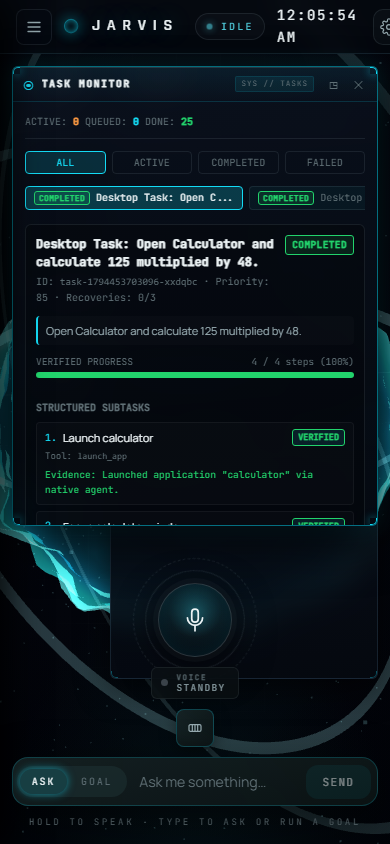 JARVIS
IDLE
12:05:54
AM
TASK MONITOR
SYS // TASKS
ACTIVE: 0 QUEUED: 0 DONE: 25
ALL
ACTIVE
COMPLETED
FAILED
COMPLETED Desktop Task: Open C...
COMPLETED Desktop
Desktop Task: Open Calculator and
calculate 125 multiplied by 48.
COMPLETED
ID: task-1794453703096-xxdqbc · Priority:
85 · Recoveries: 0/3
Open Calculator and calculate 125 multiplied by 48.
VERIFIED PROGRESS
4 / 4 steps (100%)
STRUCTURED SUBTASKS
1. Launch calculator
VERIFIED
Tool: launch_app
Evidence: Launched application "calculator" via
native agent.
VOICE
STANDBY
ASK
GOAL
Ask me something...
SEND
HOLD TO SPEAK · TYPE TO ASK OR RUN A GOAL